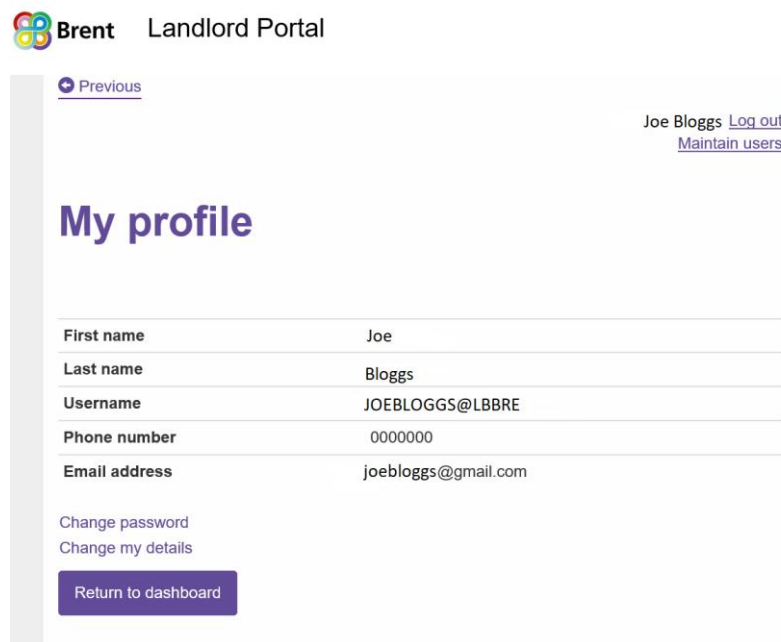 Brent Landlord Portal
Previous
Joe Bloggs Log out
Maintain users
My profile
First name Joe
Last name Bloggs
Username JOEBLOGGS@LBBRE
Phone number 0000000
Email address joebloggs@gmail.com
Change password
Change my details
Return to dashboard